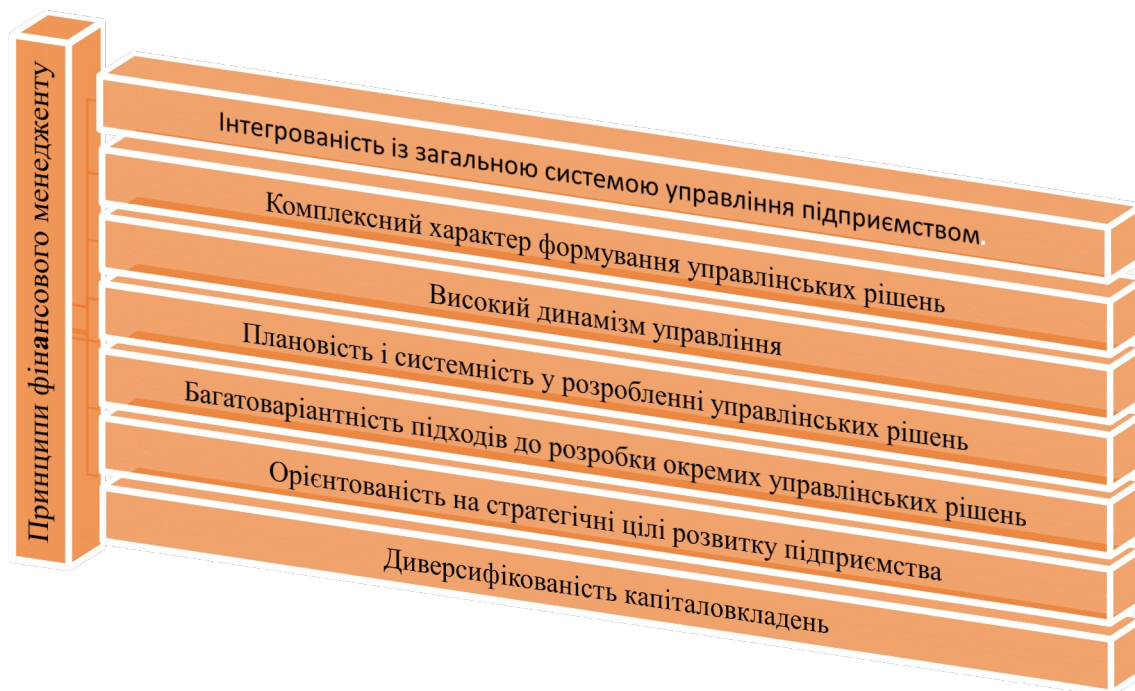 Принципи фінансового менеджменту
Інтегрованість із загальною системою управління підприємством.
Комплексний характер формування управлінських рішень
Високий динамізм управління
Плановість і системність у розробленні управлінських рішень
Багатоваріантність підходів до розробки окремих управлінських рішень
Орієнтованість на стратегічні цілі розвитку підприємства
Диверсифікованість капіталовкладень